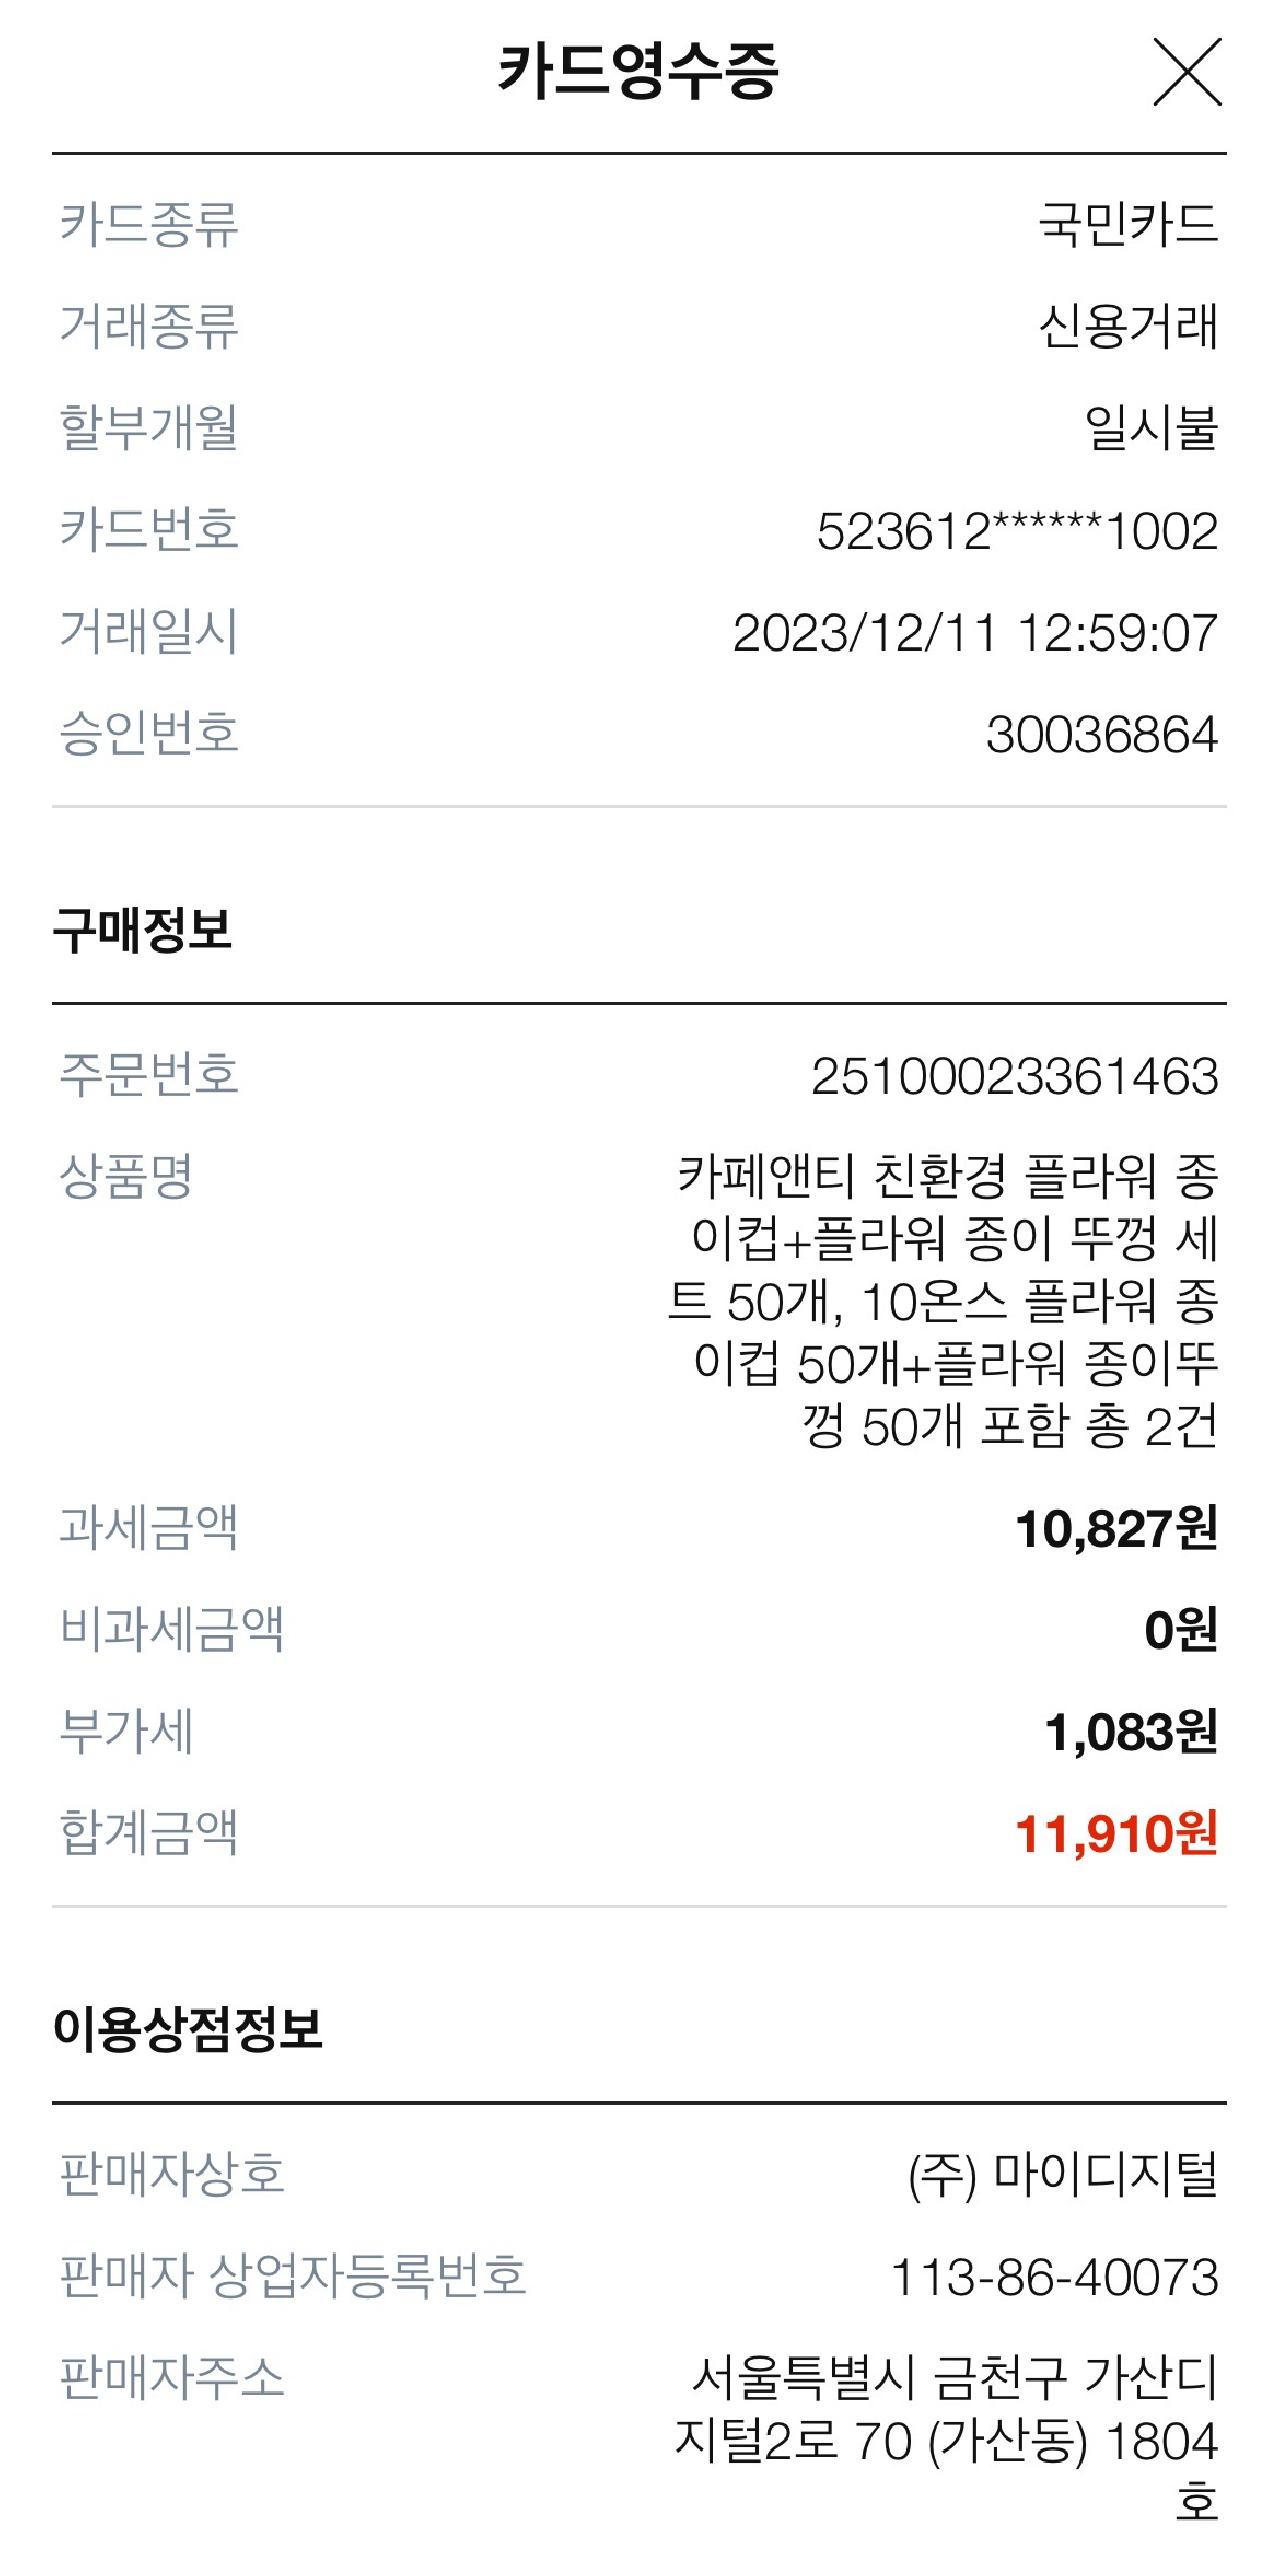 카드영수증
카드종류 국민카드
거래종류 신용거래
할부개월 일시불
카드번호 523612******1002
거래일시 2023/12/11 12:59:07
승인번호 30036864
구매정보
주문번호 25100023361463
상품명 카페앤티 친환경 플라워 종
이컵+플라워 종이 뚜껑 세
트 50개, 10온스 플라워 종
이컵 50개+플라워 종이뚜
껑 50개 포함 총 2건
과세금액 10,827원
비과세금액 0원
부가세 1,083원
합계금액 11,910원
이용상점정보
판매자상호 (주) 마이디지털
판매자 상업자등록번호 113-86-40073
판매자주소 서울특별시 금천구 가산디
지털2로 70 (가산동) 1804
호